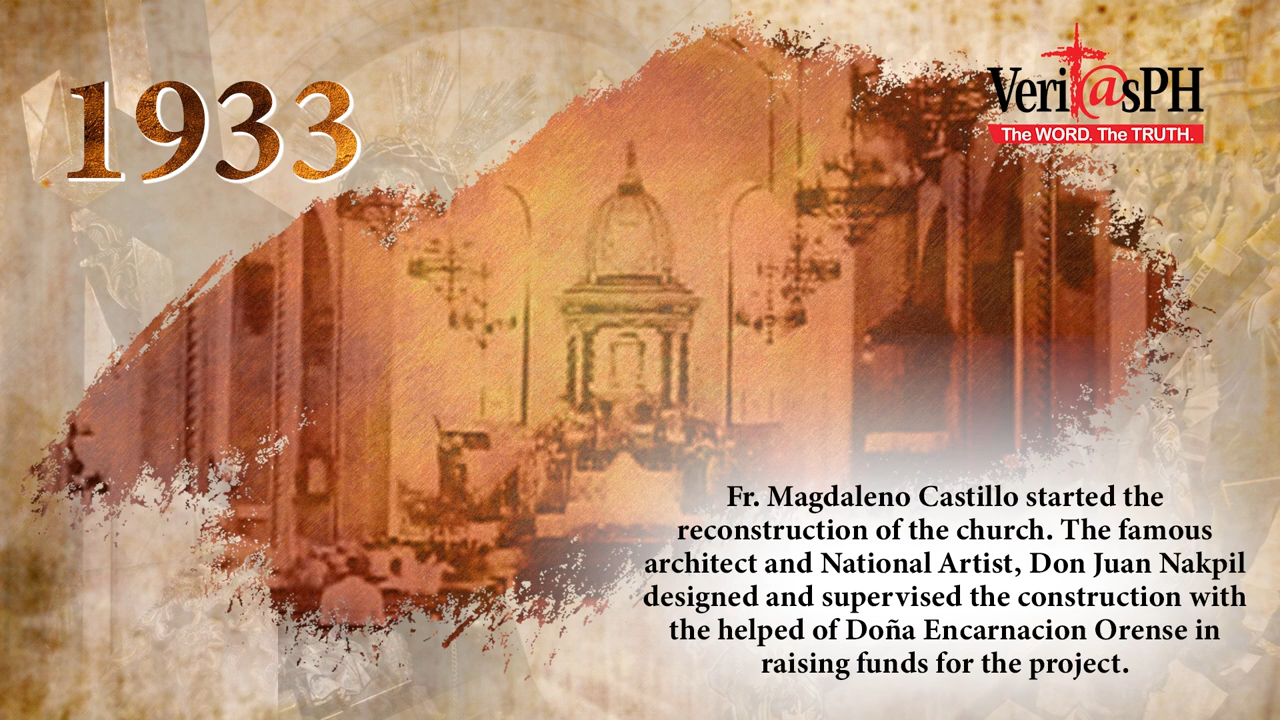 1933
Verit@sPH
The WORD. The TRUTH.
Fr. Magdaleno Castillo started the
reconstruction of the church. The famous
architect and National Artist, Don Juan Nakpil
designed and supervised the construction with
the helped of Doña Encarnacion Orense in
raising funds for the project.